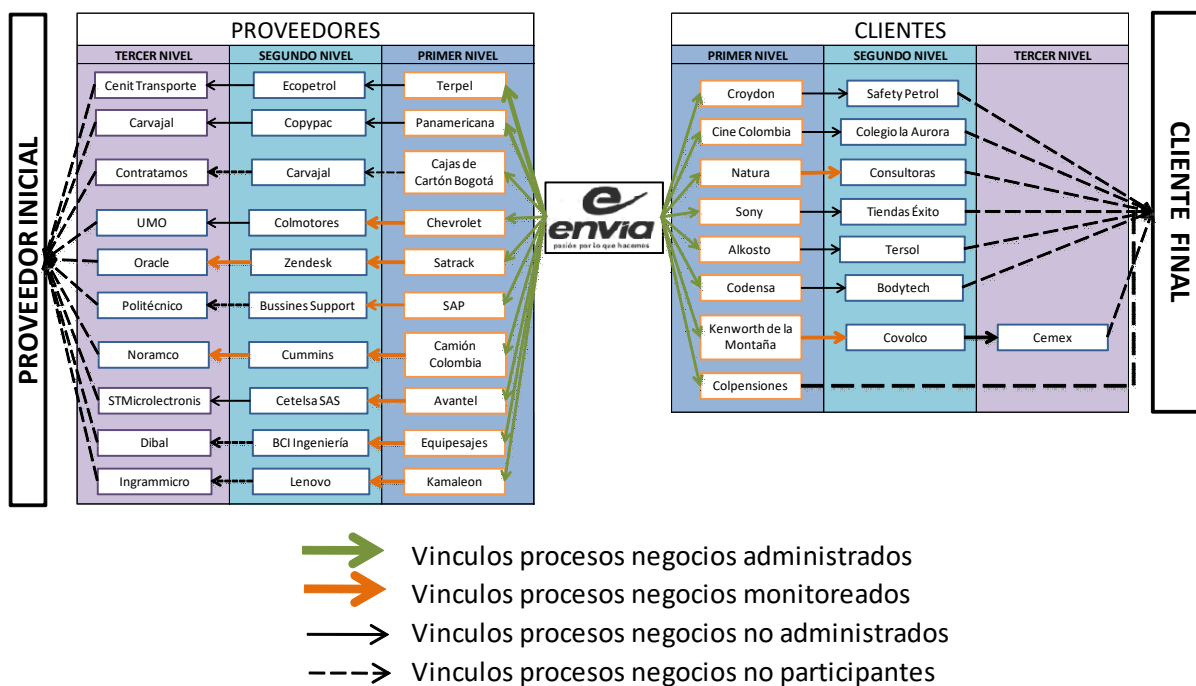 PROVEEDORES
CLIENTES
TERCER NIVEL
SEGUNDO NIVEL
PRIMER NIVEL
PRIMER NIVEL
SEGUNDO NIVEL
TERCER NIVEL
PROVEEDOR INICIAL
Cenit Transporte
Ecopetrol
Terpel
Carvajal
Copypac
Panamericana
Contratamos
Carvajal
Cajas de
Cartón Bogotá
UMO
Colmotores
Chevrolet
Oracle
Zendesk
Satrack
Politécnico
Bussines Support
SAP
Noramco
Cummins
Camión
Colombia
STMicrolectronis
Cetelsa SAS
Avantel
Dibal
BCI Ingeniería
Equipesajes
Ingrammicro
Lenovo
Kamaleon
e
envía
pasión por lo que hacemos
Croydon
Safety Petrol
Cine Colombia
Colegio la Aurora
Natura
Consultoras
Sony
Tiendas Éxito
Alkosto
Tersol
Codensa
Bodytech
Kenworth de la
Montaña
Covolco
Cemex
Colpensiones
CLIENTE FINAL
Vinculos procesos negocios administrados
Vinculos procesos negocios monitoreados
Vinculos procesos negocios no administrados
Vinculos procesos negocios no participantes